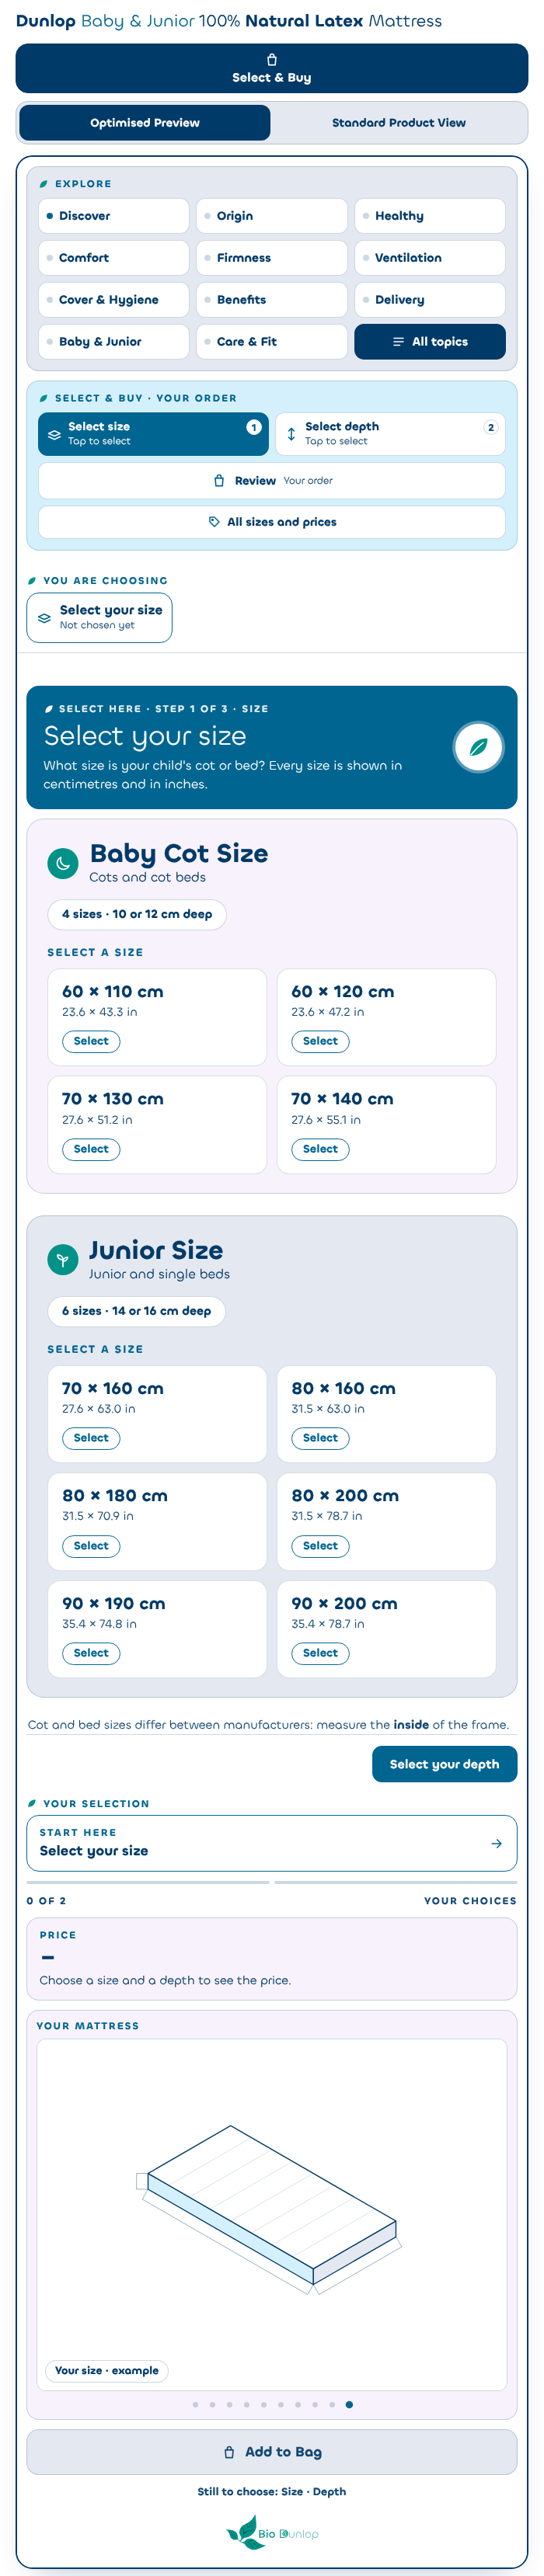 Dunlop Baby & Junior 100% Natural Latex Mattress
Select & Buy
Optimised Preview
Standard Product View
EXPLORE
Discover
Origin
Healthy
Comfort
Firmness
Ventilation
Cover & Hygiene
Benefits
Delivery
Baby & Junior
Care & Fit
All topics
SELECT & BUY · YOUR ORDER
Select size
Tap to select
1
Select depth
Tap to select
2
Review Your order
All sizes and prices
YOU ARE CHOOSING
Select your size
Not chosen yet
SELECT HERE · STEP 1 OF 3 · SIZE
Select your size
What size is your child's cot or bed? Every size is shown in
centimetres and in inches.
Baby Cot Size
Cots and cot beds
4 sizes · 10 or 12 cm deep
SELECT A SIZE
60 × 110 cm
23.6 × 43.3 in
Select
60 × 120 cm
23.6 × 47.2 in
Select
70 × 130 cm
27.6 × 51.2 in
Select
70 × 140 cm
27.6 × 55.1 in
Select
Junior Size
Junior and single beds
6 sizes · 14 or 16 cm deep
SELECT A SIZE
70 × 160 cm
27.6 × 63.0 in
Select
80 × 160 cm
31.5 × 63.0 in
Select
80 × 180 cm
31.5 × 70.9 in
Select
80 × 200 cm
31.5 × 78.7 in
Select
90 × 190 cm
35.4 × 74.8 in
Select
90 × 200 cm
35.4 × 78.7 in
Select
Cot and bed sizes differ between manufacturers: measure the inside of the frame.
Select your depth
YOUR SELECTION
START HERE
Select your size
0 OF 2
YOUR CHOICES
PRICE
–
Choose a size and a depth to see the price.
YOUR MATTRESS
Your size · example
Add to Bag
Still to choose: Size · Depth
Bio Dunlop